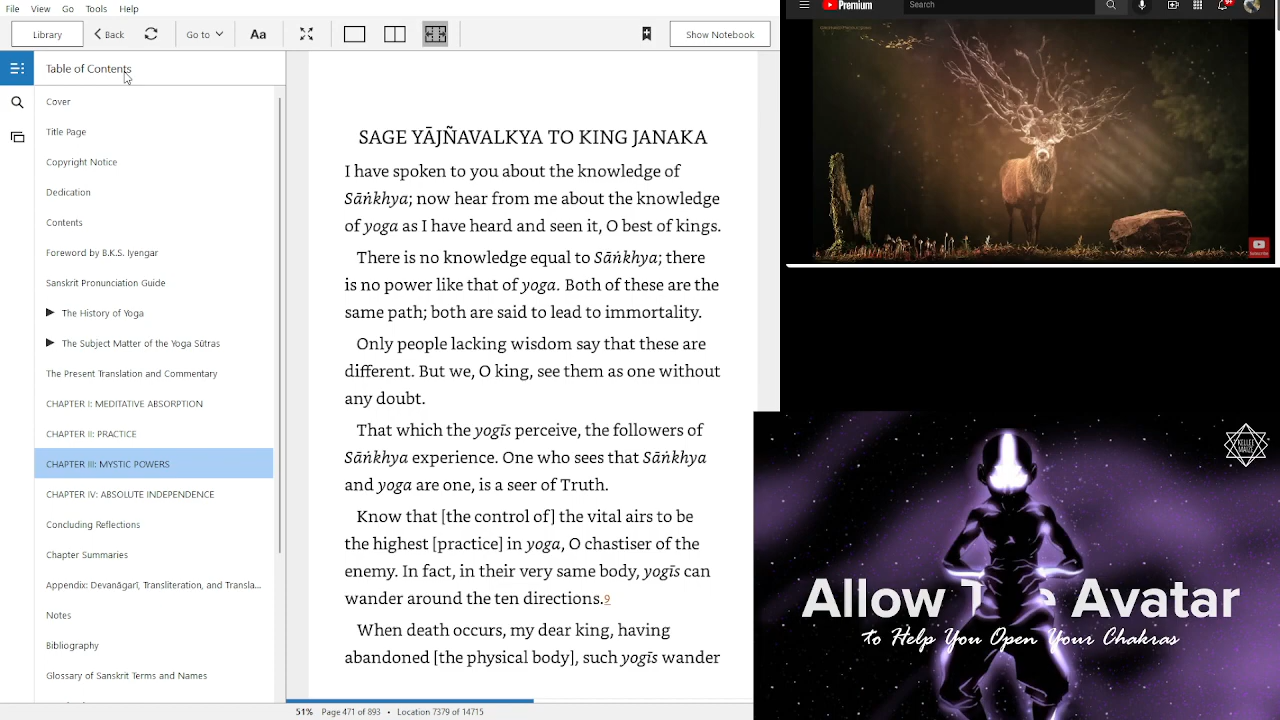 File View Go Tools Help
Library Back Go to Aa Show Notebook
Table of Contents
Cover
Title Page
Copyright Notice
Dedication
Contents
Foreword by B.K.S. Iyengar
Sanskrit Pronunciation Guide
The History of Yoga
The Subject Matter of the Yoga Sūtras
The Present Translation and Commentary
CHAPTER I: MEDITATIVE ABSORPTION
CHAPTER II: PRACTICE
CHAPTER III: MYSTIC POWERS
CHAPTER IV: ABSOLUTE INDEPENDENCE
Concluding Reflections
Chapter Summaries
Appendix: Devanāgarī, Transliteration, and Transla...
Notes
Bibliography
Glossary of Sanskrit Terms and Names
SAGE YĀJÑAVALKYA TO KING JANAKA
I have spoken to you about the knowledge of
Sāṅkhya; now hear from me about the knowledge
of yoga as I have heard and seen it, O best of kings.
There is no knowledge equal to Sāṅkhya; there
is no power like that of yoga. Both of these are the
same path; both are said to lead to immortality.
Only people lacking wisdom say that these are
different. But we, O king, see them as one without
any doubt.
That which the yogīs perceive, the followers of
Sāṅkhya experience. One who sees that Sāṅkhya
and yoga are one, is a seer of Truth.
Know that [the control of] the vital airs to be
the highest [practice] in yoga, O chastiser of the
enemy. In fact, in their very same body, yogīs can
wander around the ten directions.9
When death occurs, my dear king, having
abandoned [the physical body], such yogīs wander
51% Page 471 of 893 • Location 7379 of 14715
Premium
Search
9+
Subscribe
Allow The Avatar
to Help You Open Your Chakras